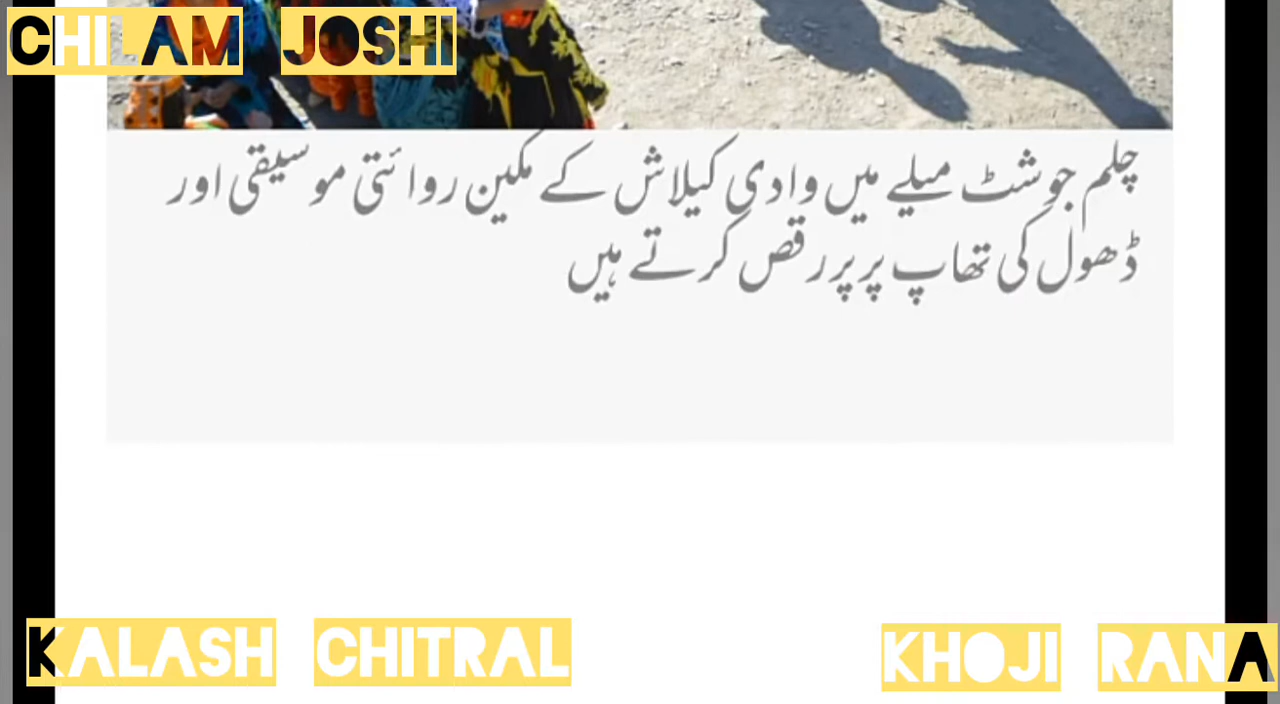 CHILAM JOSHI
چلم جوشٹ میلے میں وادی کیلاش کے مکین روائتی موسیقی اور
ڈھول کی تھاپ پر پر رقص کرتے ہیں
KALASH CHITRAL
KHOJI RANA